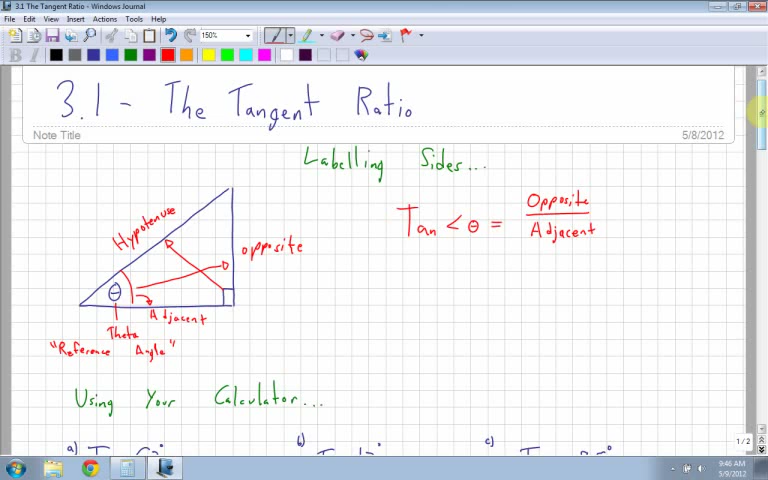 3.1 The Tangent Ratio - Windows Journal
File Edit View Insert Actions Tools Help
150%
B I
3.1 - The Tangent Ratio
Note Title
5/8/2012
Labelling Sides...
Hypotenuse
opposite
Tan < θ = Opposite
Adjacent
θ
Adjacent
Theta
"Reference Angle"
Using Your Calculator...
a)
b)
c)
1 / 2
9:46 AM
5/9/2012